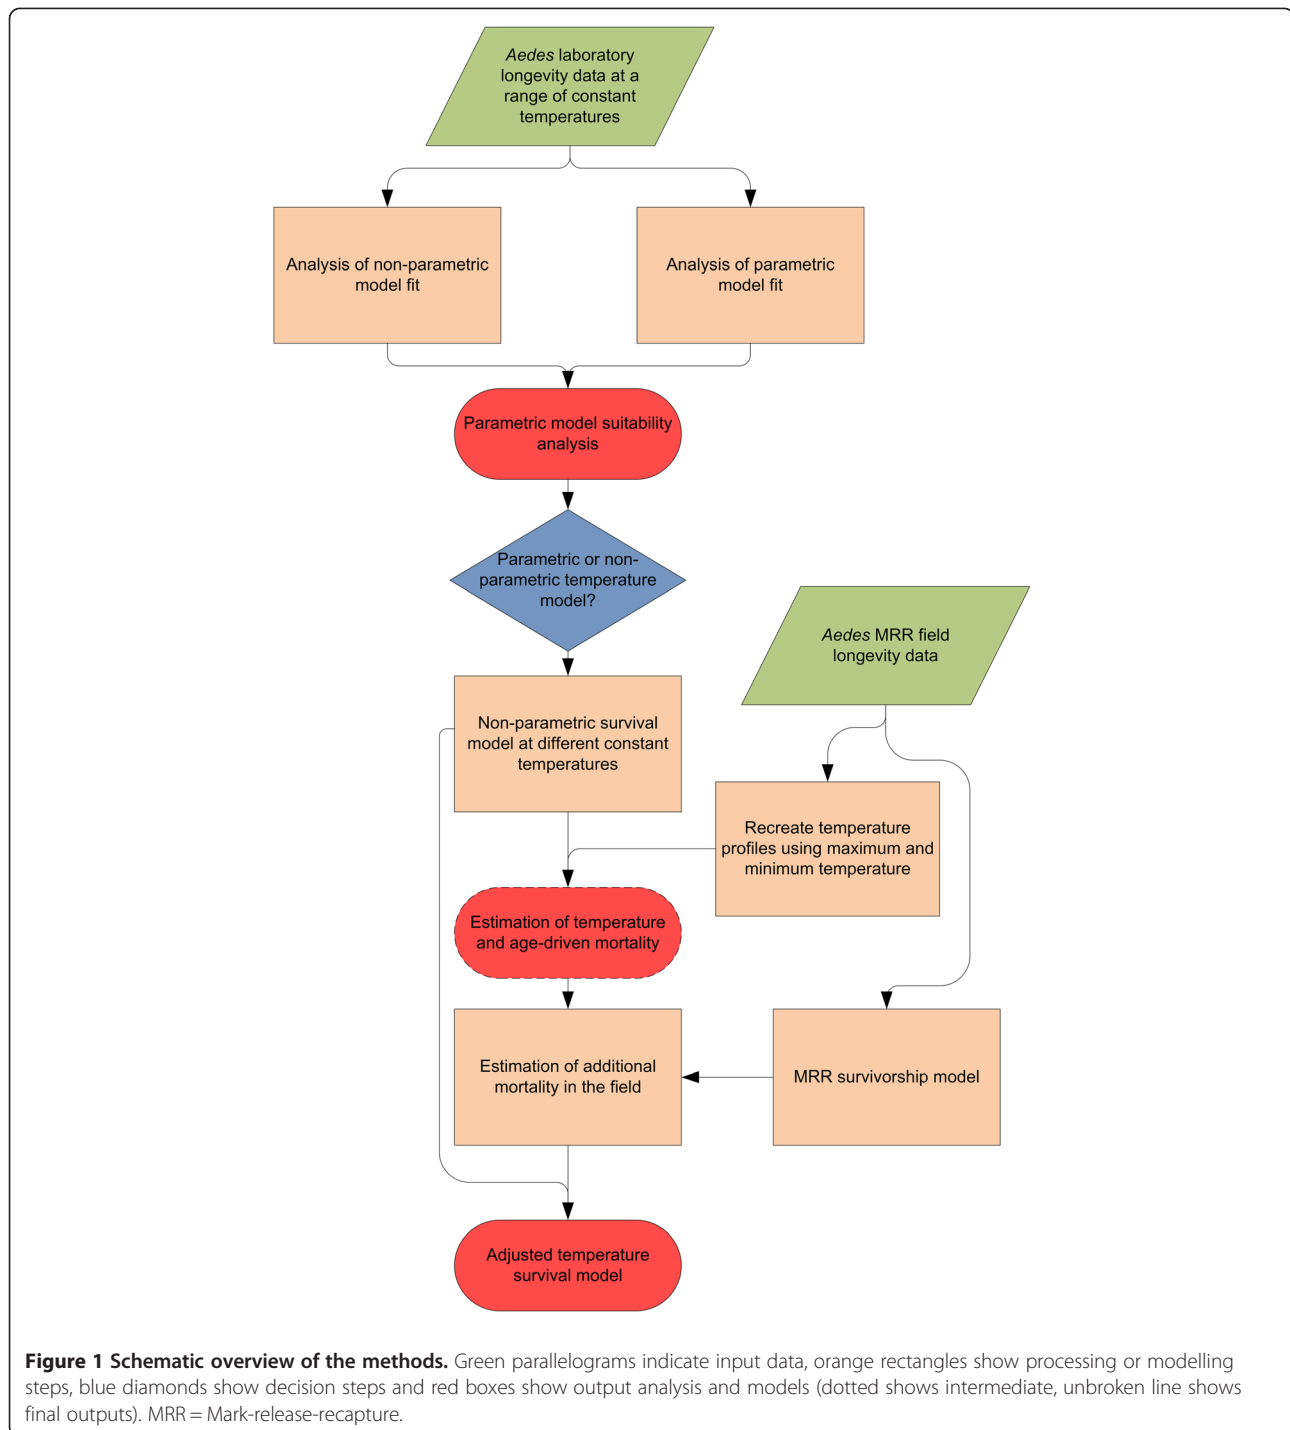 Aedes laboratory
longevity data at a
range of constant
temperatures
Analysis of non-parametric
model fit
Analysis of parametric
model fit
Parametric model suitability
analysis
Parametric or non-
parametric temperature
model?
Aedes MRR field
longevity data
Non-parametric survival
model at different constant
temperatures
Recreate temperature
profiles using maximum and
minimum temperature
Estimation of temperature
and age-driven mortality
Estimation of additional
mortality in the field
MRR survivorship model
Adjusted temperature
survival model
Figure 1 Schematic overview of the methods. Green parallelograms indicate input data, orange rectangles show processing or modelling
steps, blue diamonds show decision steps and red boxes show output analysis and models (dotted shows intermediate, unbroken line shows
final outputs). MRR = Mark-release-recapture.